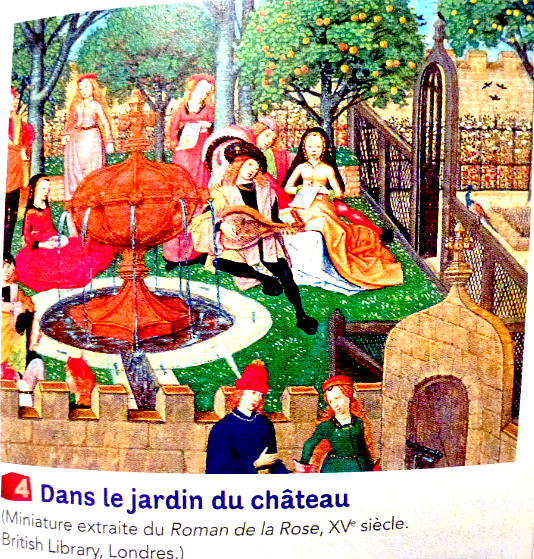 4 Dans le jardin du château
(Miniature extraite du Roman de la Rose, XVe siècle.
British Library, Londres.)